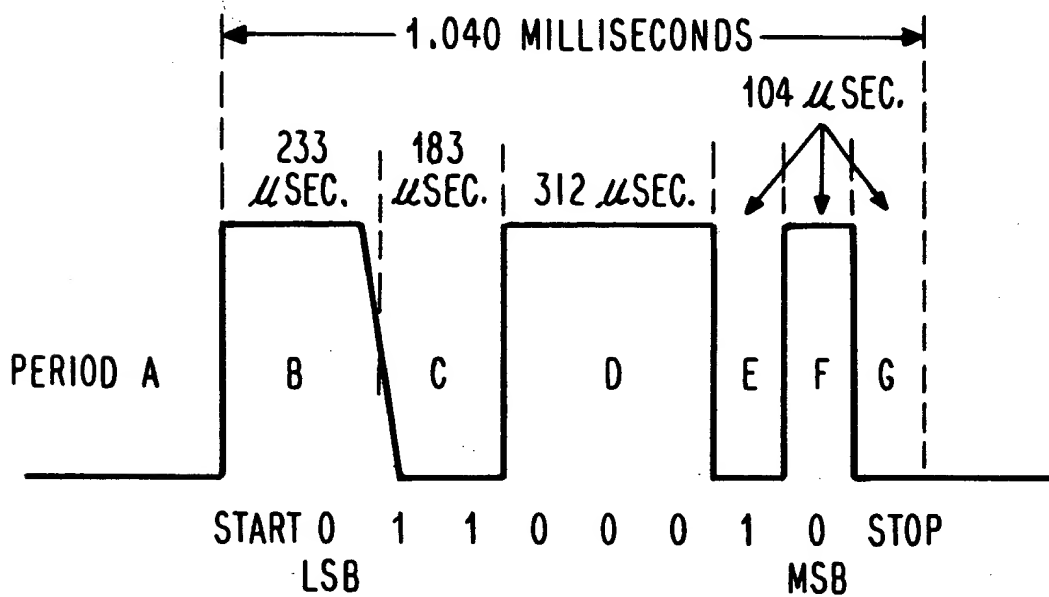 1.040 MILLISECONDS
104 μSEC.
233 183
μSEC. μSEC. 312 μSEC.
PERIOD A B C D E F G
START 0 1 1 0 0 0 1 0 STOP
LSB MSB